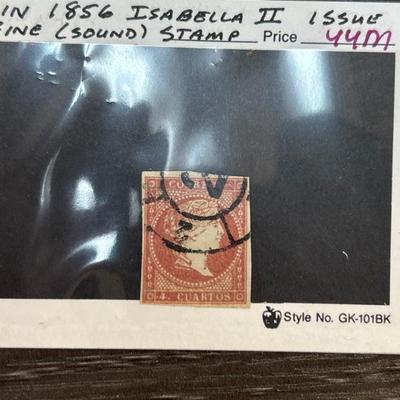 IN 1856 ISABELLA II ISSUE
FINE (SOUND) STAMP Price 44M
CORREOS
4. CUARTOS
Style No. GK-101BK